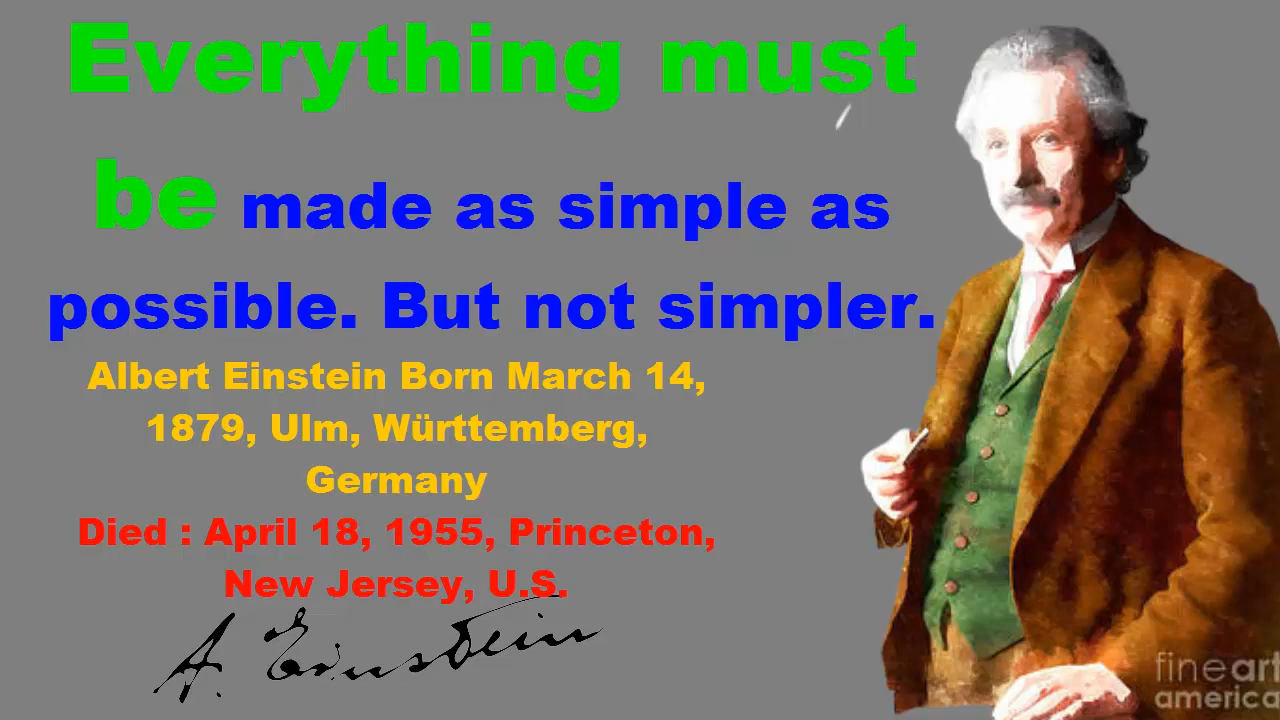 Everything must
be made as simple as
possible. But not simpler.
Albert Einstein Born March 14,
1879, Ulm, Württemberg,
Germany
Died : April 18, 1955, Princeton,
New Jersey, U.S.
A. Einstein
fineart
america